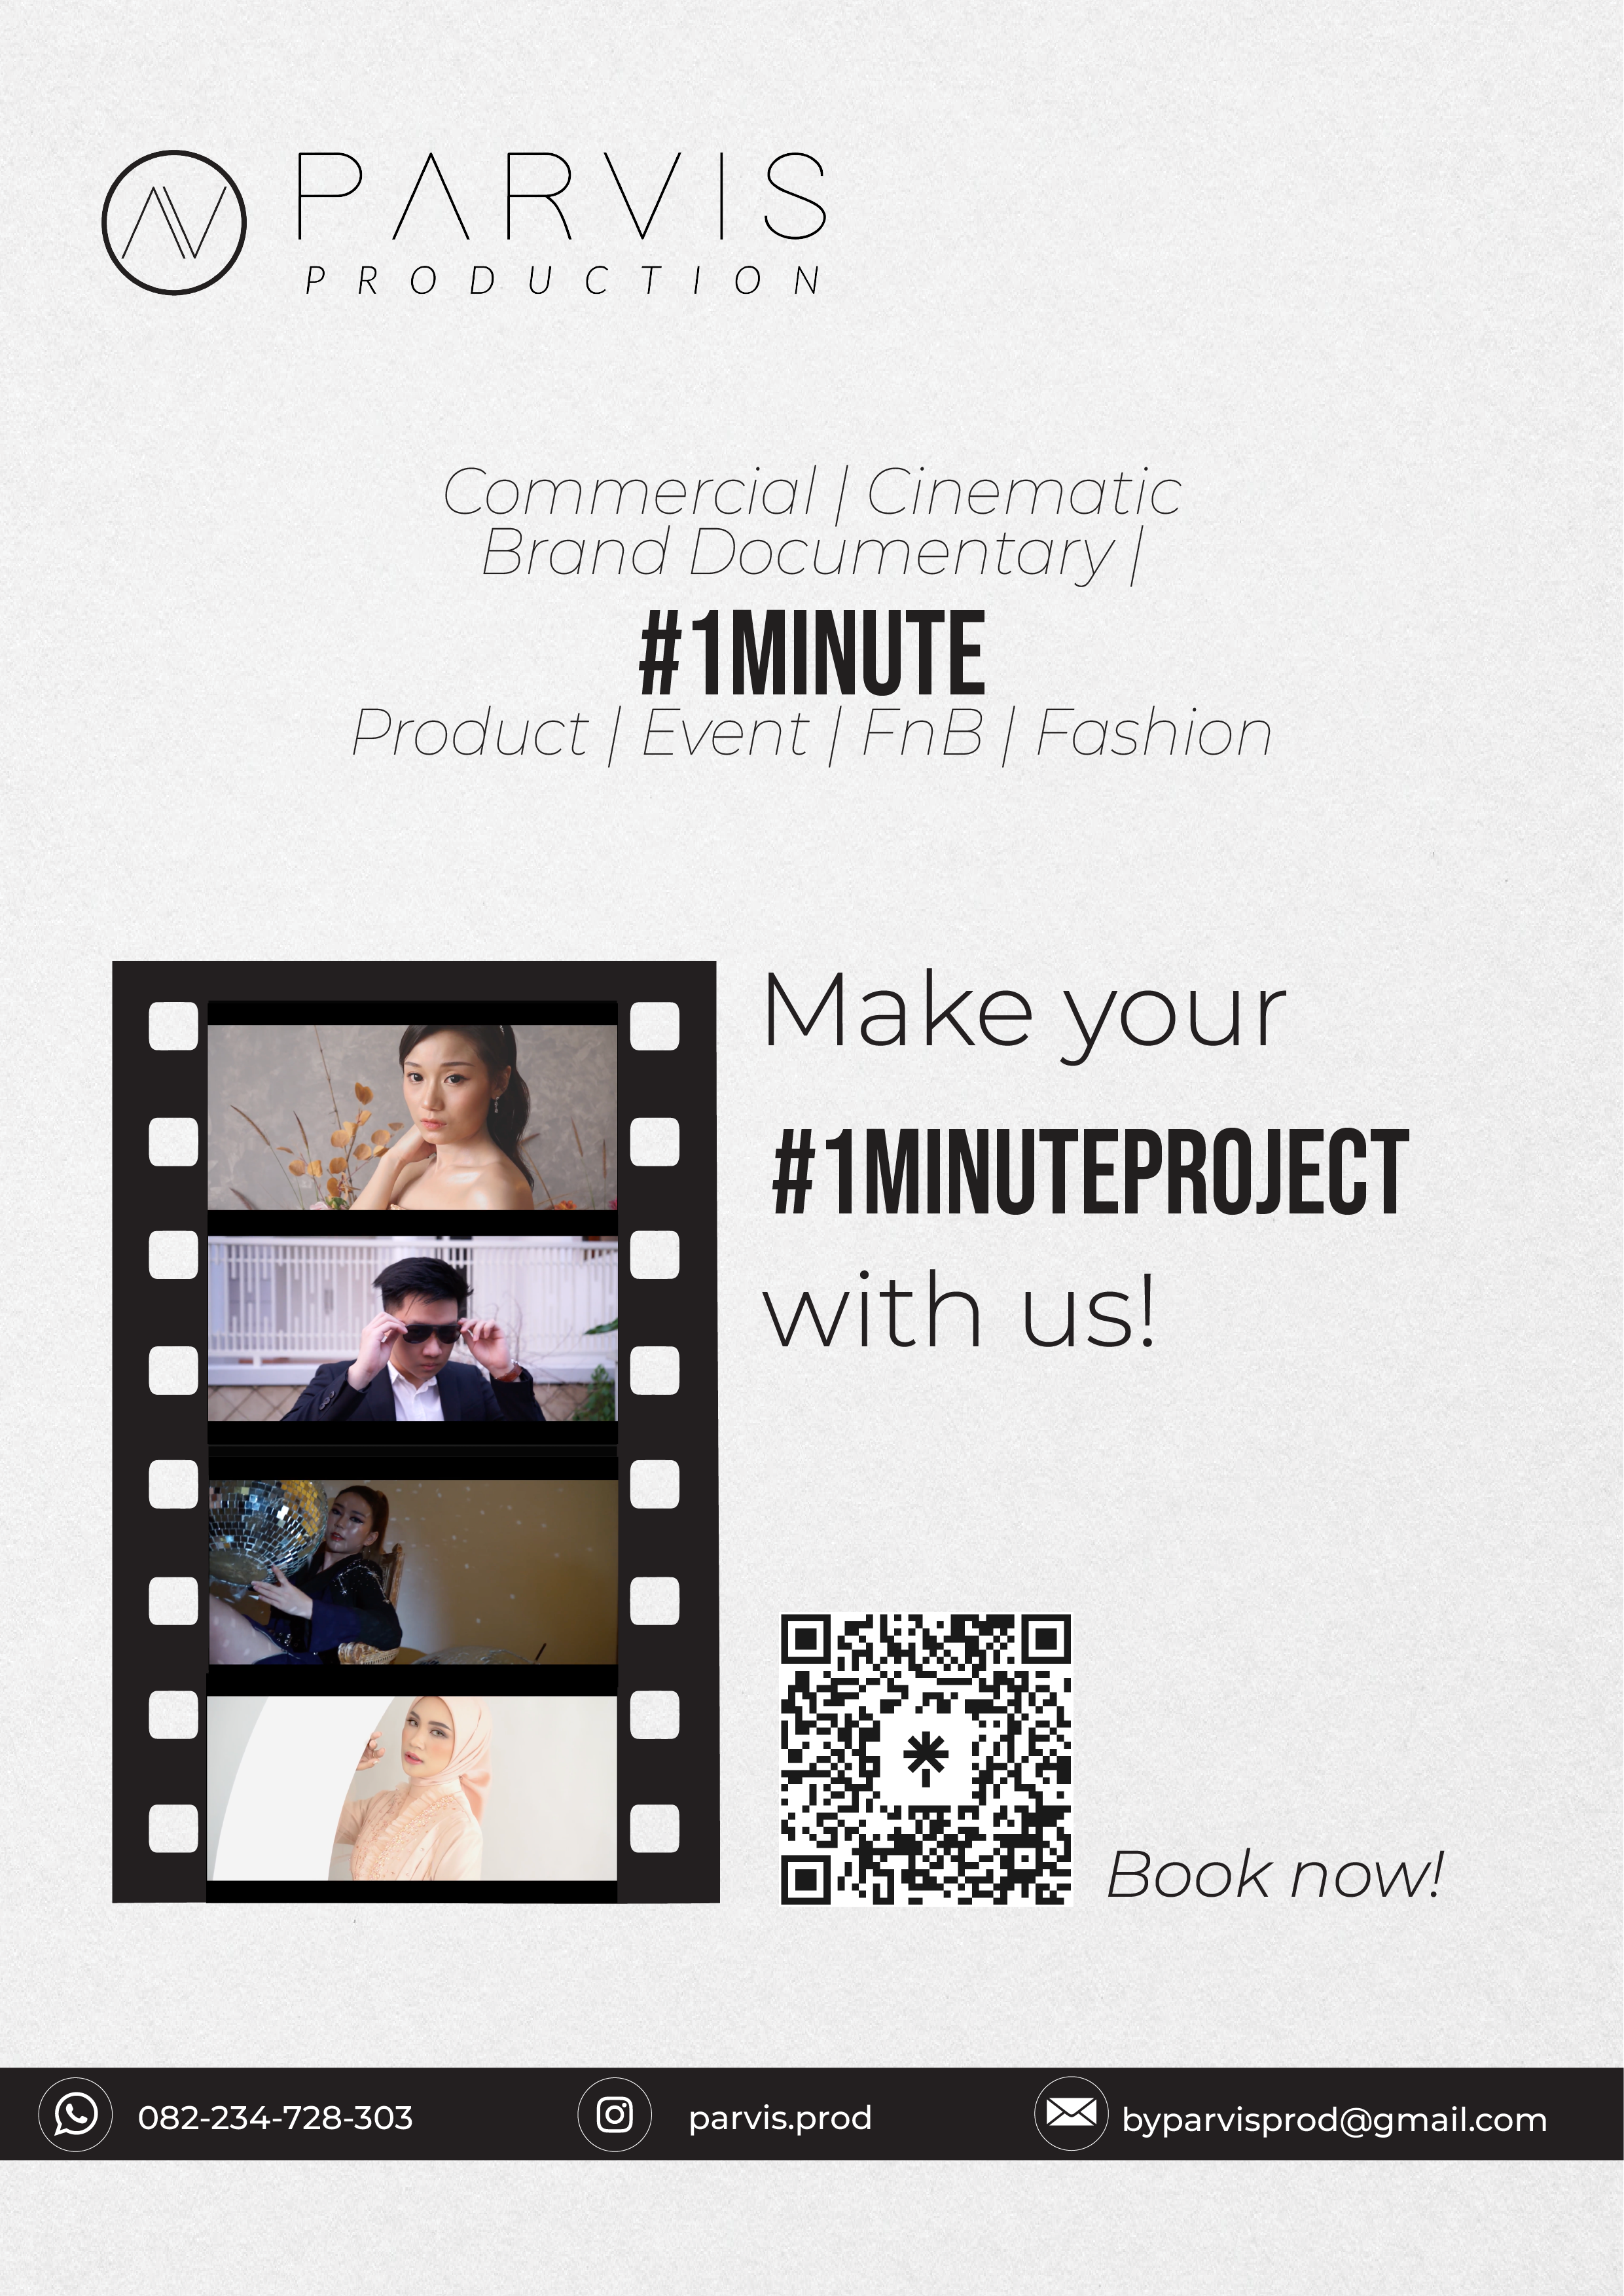 PARVIS
PRODUCTION
Commercial | Cinematic
Brand Documentary |
#1MINUTE
Product | Event | FnB | Fashion
Make your
#1MINUTEPROJECT
with us!
Book now!
082-234-728-303
parvis.prod
byparvisprod@gmail.com